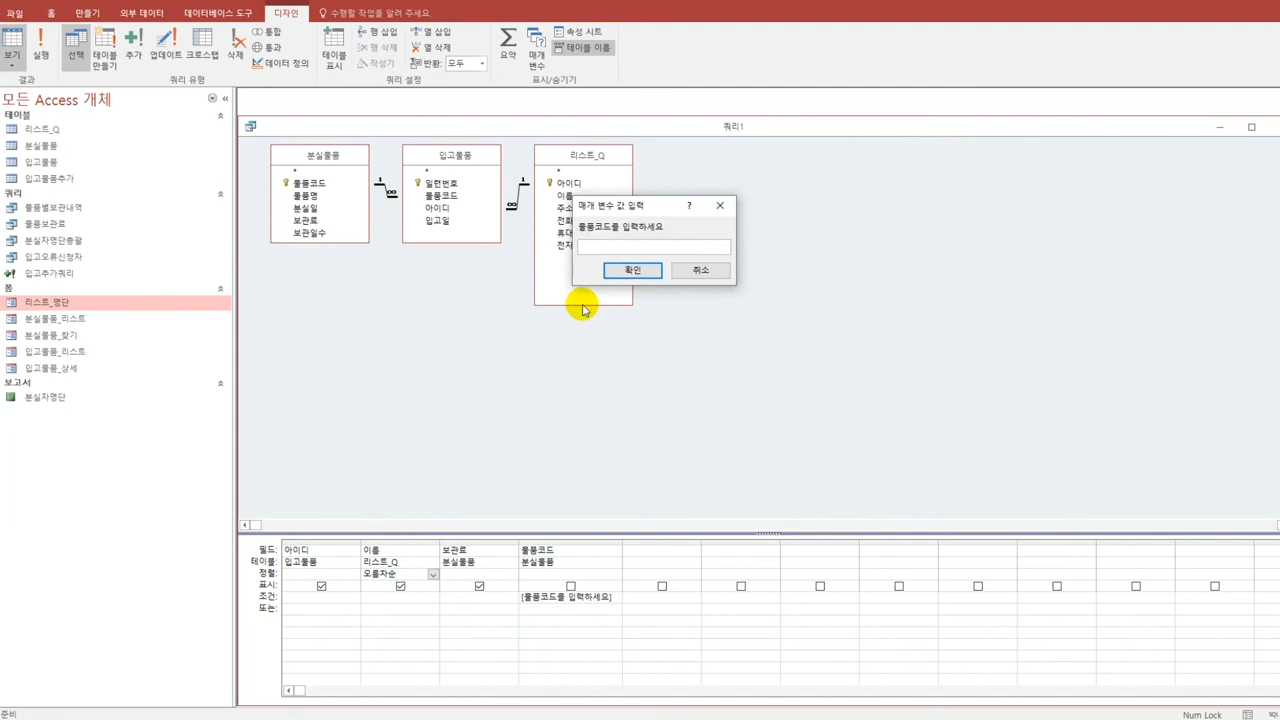 파일 홈 만들기 외부 데이터 데이터베이스 도구 디자인 수행할 작업을 알려 주세요.
보기 실행 선택 테이블 만들기 추가 업데이트 크로스탭 삭제
통합
통과
데이터 정의
테이블 표시
행 삽입
행 삭제
작성기
열 삽입
열 삭제
반환: 모두
요약 매개 변수
속성 시트
테이블 이름
결과 쿼리 유형 쿼리 설정 표시/숨기기
모든 Access 개체
테이블
리스트_Q
분실물품
입고물품
입고물품추가
쿼리
물품별보관내역
물품보관료
분실자명단총괄
입고오류신청자
입고추가쿼리
폼
리스트_명단
분실물품_리스트
분실물품_찾기
입고물품_리스트
입고물품_상세
보고서
분실자명단
쿼리1
분실물품
*
물품코드
물품명
분실일
보관료
보관일수
입고물품
*
일련번호
물품코드
아이디
입고일
리스트_Q
*
아이디
이름
주소
전화
휴대
전자
1 ∞ ∞ 1
매개 변수 값 입력 ?
물품코드를 입력하세요
확인 취소
필드: 아이디 이름 보관료 물품코드
테이블: 입고물품 리스트_Q 분실물품 분실물품
정렬: 오름차순
표시:
조건: [물품코드를 입력하세요]
또는:
준비 Num Lock